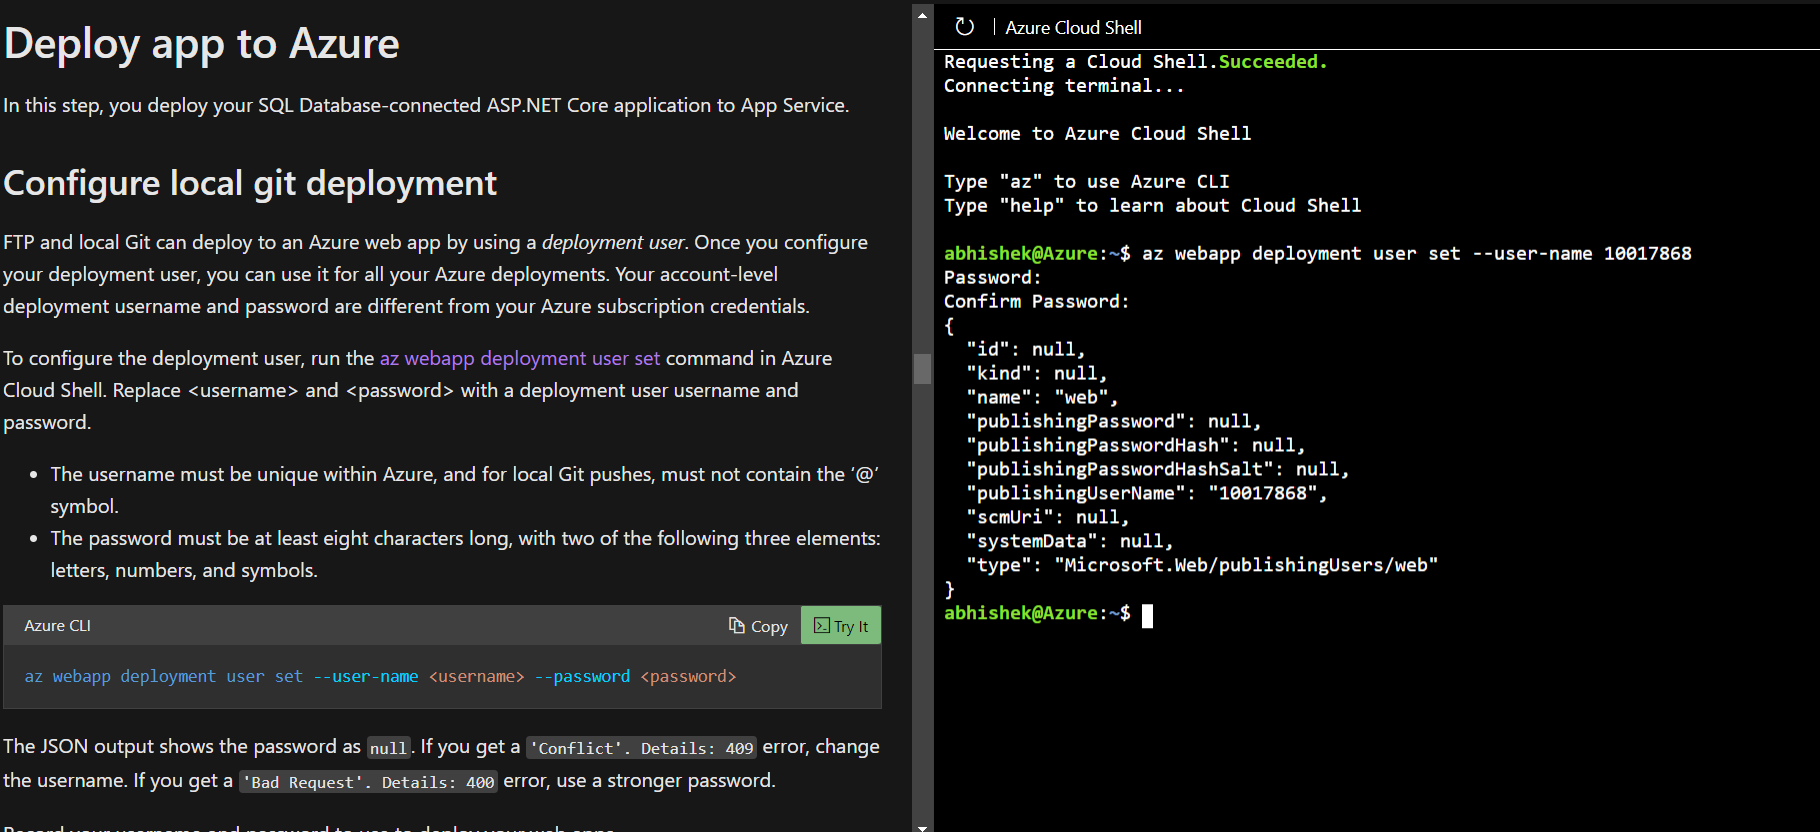 Deploy app to Azure
In this step, you deploy your SQL Database-connected ASP.NET Core application to App Service.
Configure local git deployment
FTP and local Git can deploy to an Azure web app by using a deployment user. Once you configure
your deployment user, you can use it for all your Azure deployments. Your account-level
deployment username and password are different from your Azure subscription credentials.
To configure the deployment user, run the az webapp deployment user set command in Azure
Cloud Shell. Replace <username> and <password> with a deployment user username and
password.
• The username must be unique within Azure, and for local Git pushes, must not contain the ‘@’
symbol.
• The password must be at least eight characters long, with two of the following three elements:
letters, numbers, and symbols.
Azure CLI
Copy
Try It
az webapp deployment user set --user-name <username> --password <password>
The JSON output shows the password as null. If you get a 'Conflict'. Details: 409 error, change
the username. If you get a 'Bad Request'. Details: 400 error, use a stronger password.
Record your username and password to use to deploy your web apps.
Azure Cloud Shell
Requesting a Cloud Shell.Succeeded.
Connecting terminal...
Welcome to Azure Cloud Shell
Type "az" to use Azure CLI
Type "help" to learn about Cloud Shell
abhishek@Azure:~$ az webapp deployment user set --user-name 10017868
Password:
Confirm Password:
{
"id": null,
"kind": null,
"name": "web",
"publishingPassword": null,
"publishingPasswordHash": null,
"publishingPasswordHashSalt": null,
"publishingUserName": "10017868",
"scmUri": null,
"systemData": null,
"type": "Microsoft.Web/publishingUsers/web"
}
abhishek@Azure:~$